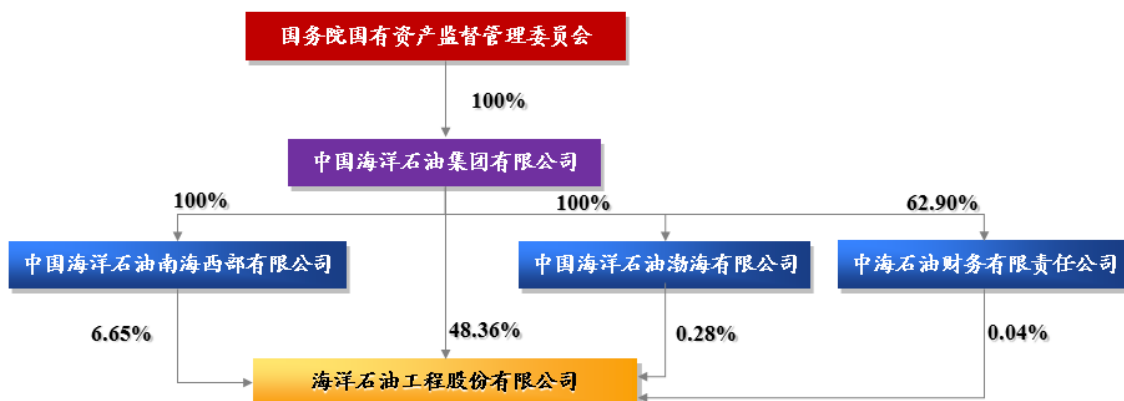 国务院国有资产监督管理委员会
100%
中国海洋石油集团有限公司
100%
100%
62.90%
中国海洋石油南海西部有限公司
中国海洋石油渤海有限公司
中海石油财务有限责任公司
6.65%
48.36%
0.28%
0.04%
海洋石油工程股份有限公司